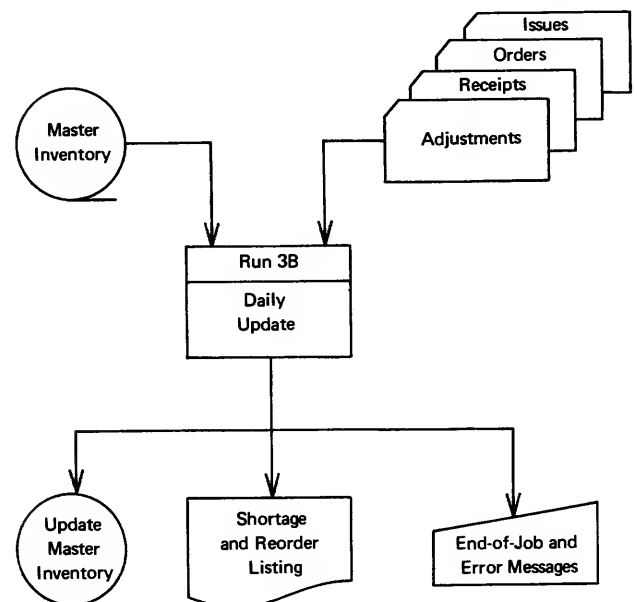 Issues
Orders
Receipts
Adjustments
Master
Inventory
Run 3B
Daily
Update
Update
Master
Inventory
Shortage
and Reorder
Listing
End-of-Job and
Error Messages